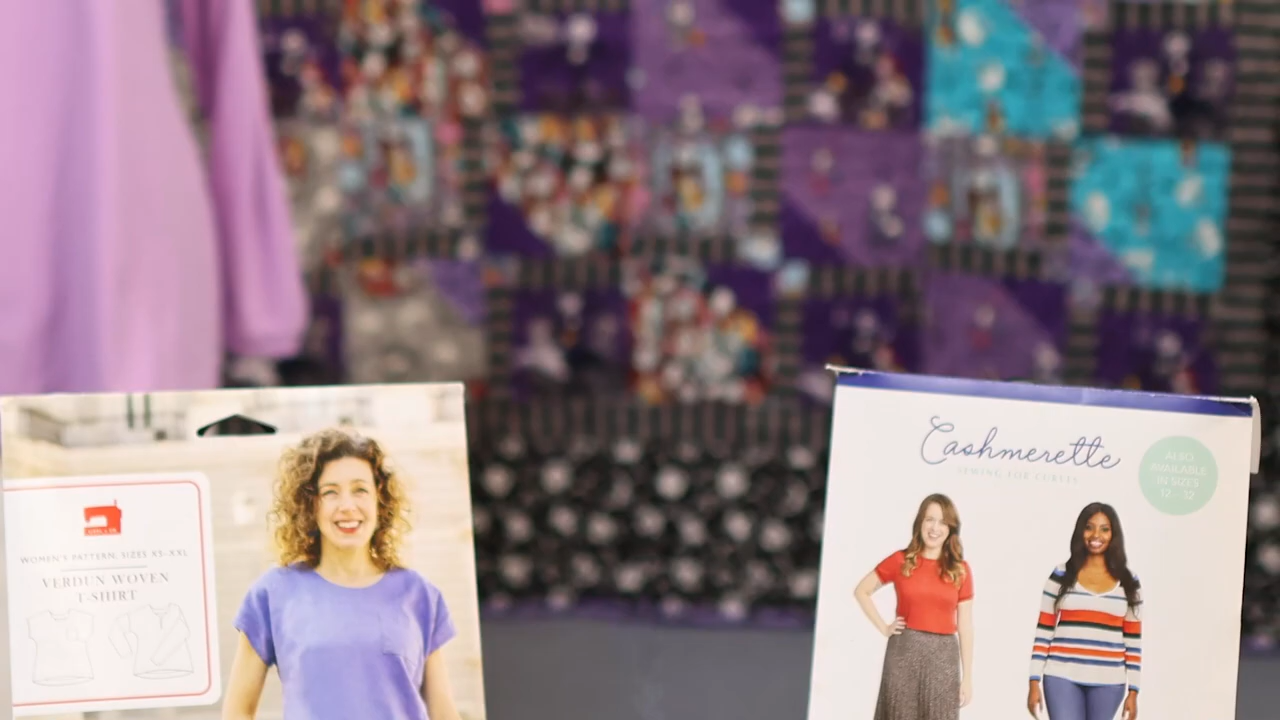 WOMEN'S PATTERN: SIZES XS-XXL
VERDUN WOVEN
T-SHIRT
Cashmerette
SEWING FOR CURVES
ALSO
AVAILABLE
IN SIZES
12 - 32